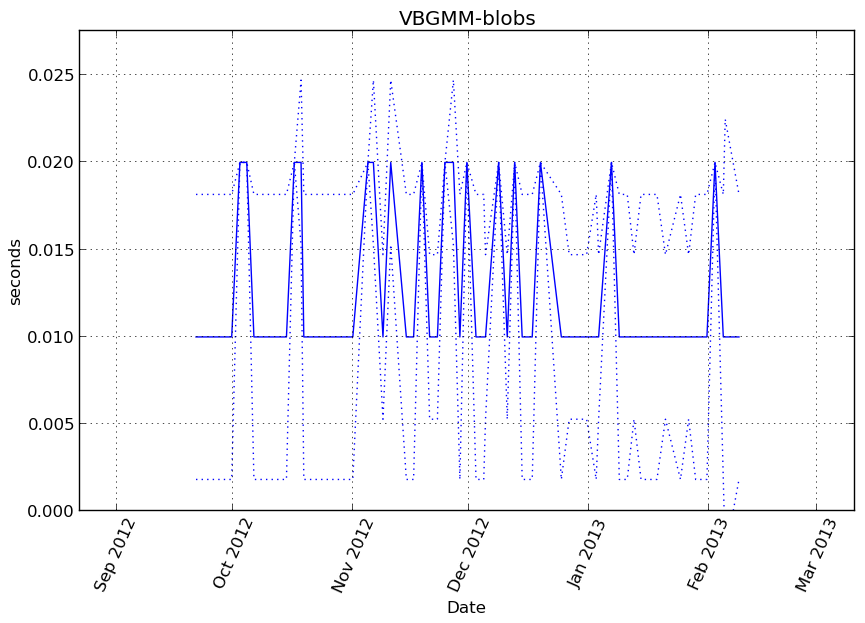 VBGMM-blobs
0.025
0.020
0.015
0.010
0.005
0.000
seconds
Sep 2012
Oct 2012
Nov 2012
Dec 2012
Jan 2013
Feb 2013
Mar 2013
Date